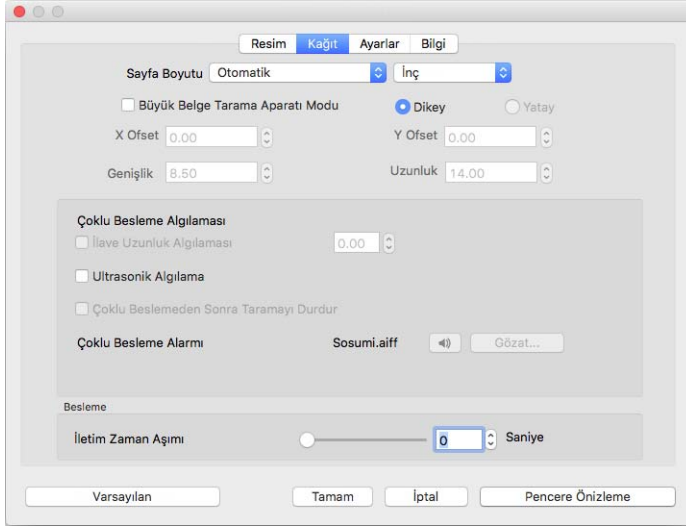 Resim Kağıt Ayarlar Bilgi
Sayfa Boyutu Otomatik İnç
Büyük Belge Tarama Aparatı Modu Dikey Yatay
X Ofset 0.00 Y Ofset 0.00
Genişlik 8.50 Uzunluk 14.00
Çoklu Besleme Algılaması
İlave Uzunluk Algılaması 0.00
Ultrasonik Algılama
Çoklu Beslemeden Sonra Taramayı Durdur
Çoklu Besleme Alarmı Sosumi.aiff Gözat...
Besleme
İletim Zaman Aşımı 0 Saniye
Varsayılan Tamam İptal Pencere Önizleme